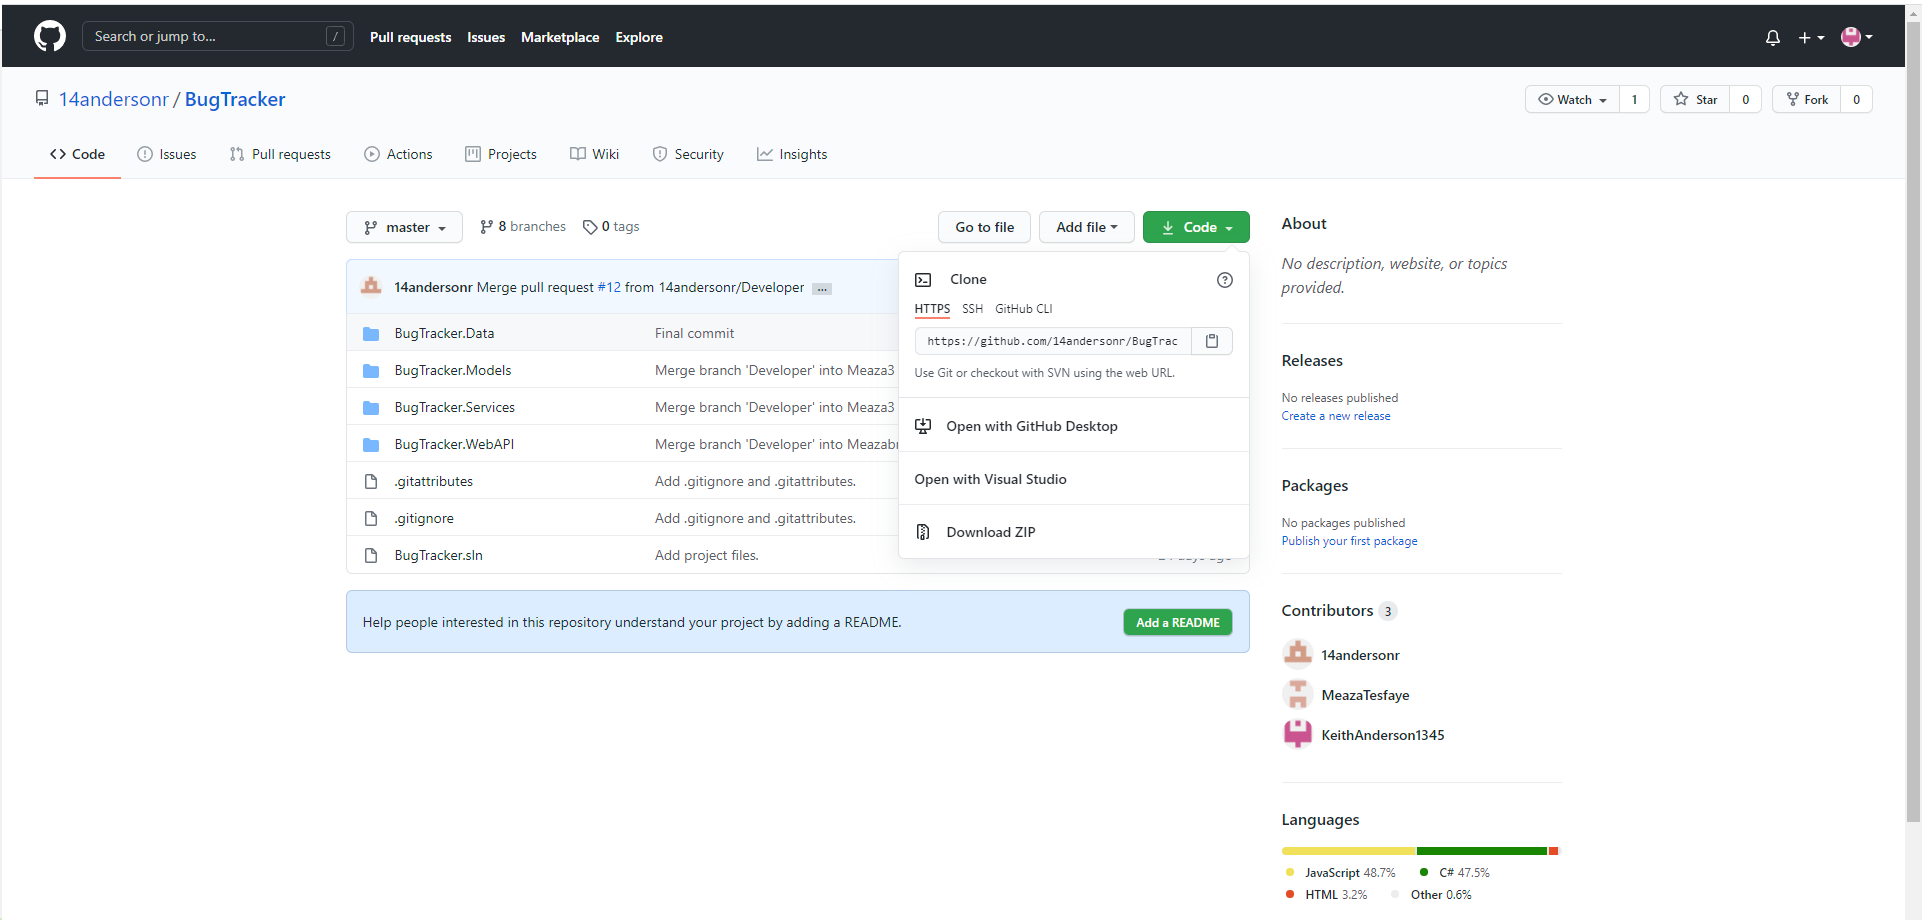 Search or jump to... /
Pull requests Issues Marketplace Explore
14andersonr / BugTracker
Watch 1 Star 0 Fork 0
Code Issues Pull requests Actions Projects Wiki Security Insights
master 8 branches 0 tags
Go to file Add file Code
14andersonr Merge pull request #12 from 14andersonr/Developer ...
BugTracker.Data Final commit
BugTracker.Models Merge branch 'Developer' into Meaza3
BugTracker.Services Merge branch 'Developer' into Meaza3
BugTracker.WebAPI Merge branch 'Developer' into
.gitattributes Add .gitignore and .gitattributes.
.gitignore Add .gitignore and .gitattributes.
BugTracker.sln Add project files. days ago
Clone
HTTPS SSH GitHub CLI
https://github.com/14andersonr/BugTrac
Use Git or checkout with SVN using the web URL.
Open with GitHub Desktop
Open with Visual Studio
Download ZIP
Help people interested in this repository understand your project by adding a README.
Add a README
About
No description, website, or topics
provided.
Releases
No releases published
Create a new release
Packages
No packages published
Publish your first package
Contributors 3
14andersonr
MeazaTesfaye
KeithAnderson1345
Languages
JavaScript 48.7% C# 47.5%
HTML 3.2% Other 0.6%